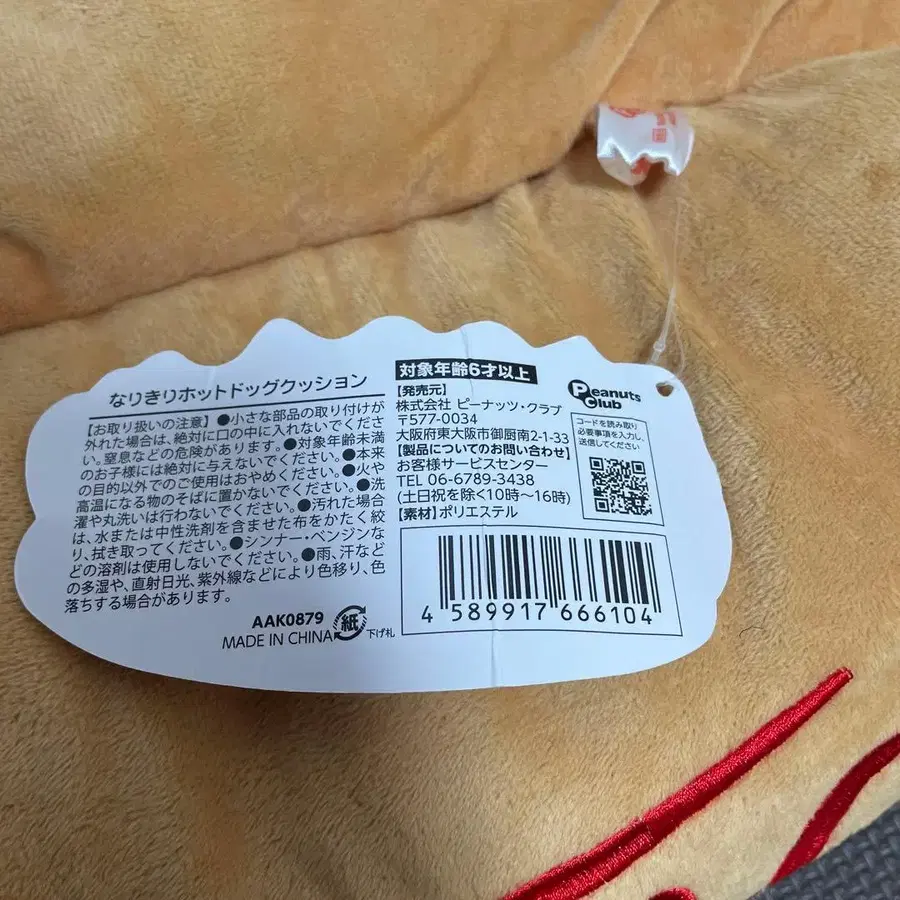 なりきりホットドッグクッション
【お取り扱いの注意】●小さな部品の取り付けが
外れた場合は、絶対に口の中に入れないでくださ
い。窒息などの危険があります。●対象年齢未満
のお子様には絶対に与えないでください。●本来
の目的以外でのご使用はおやめください。●火や
高温になる物のそばに置かないでください。●洗
濯や丸洗いは行わないでください。●汚れた場合
は、水または中性洗剤を含ませた布をかたく絞
り、拭き取ってください。●シンナー・ベンジンな
どの溶剤は使用しないでください。●雨、汗など
の多湿や、直射日光、紫外線などにより色移り、色
落ちする場合があります。
AAK0879
MADE IN CHINA
紙
下げ札
対象年齢6才以上
【発売元】
株式会社 ピーナッツ・クラブ
〒577-0034
大阪府東大阪市御厨南2-1-33
【製品についてのお問い合わせ】
お客様サービスセンター
TEL 06-6789-3438
(土日祝を除く10時～16時)
【素材】ポリエステル
Peanuts
Club
コードを読み取り
必要事項を入力し、
送信してください
4 589917 666104